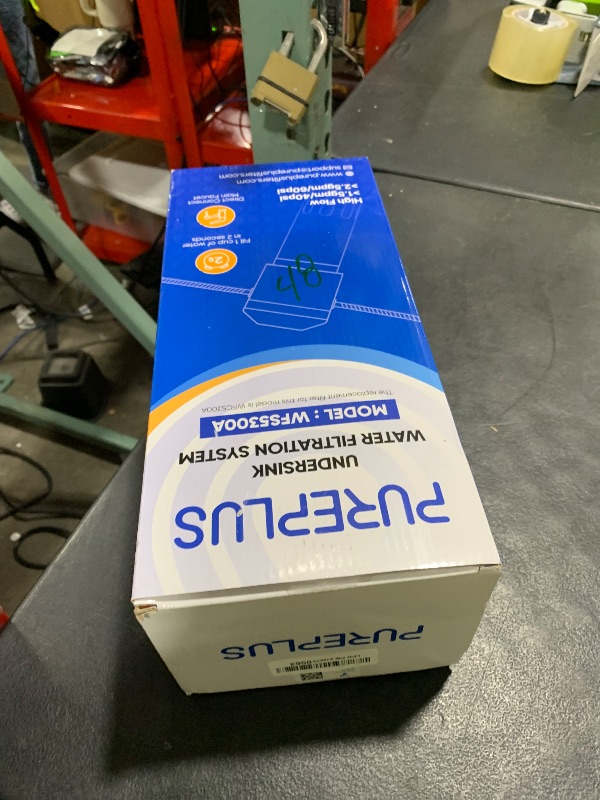 PUREPLUS
UNDERSINK
WATER FILTRATION SYSTEM
MODEL : WFS5300A
The replacement filter for this model is WFC5300A
48
Fill 1 cup of water
in 2 seconds
2s
Direct Connect
Main Faucet
High Flow
>1.5gpm/40psi
>2.5gpm/60psi
www.pureplusfilters.com
support@pureplusfilters.com
PUREPLUS